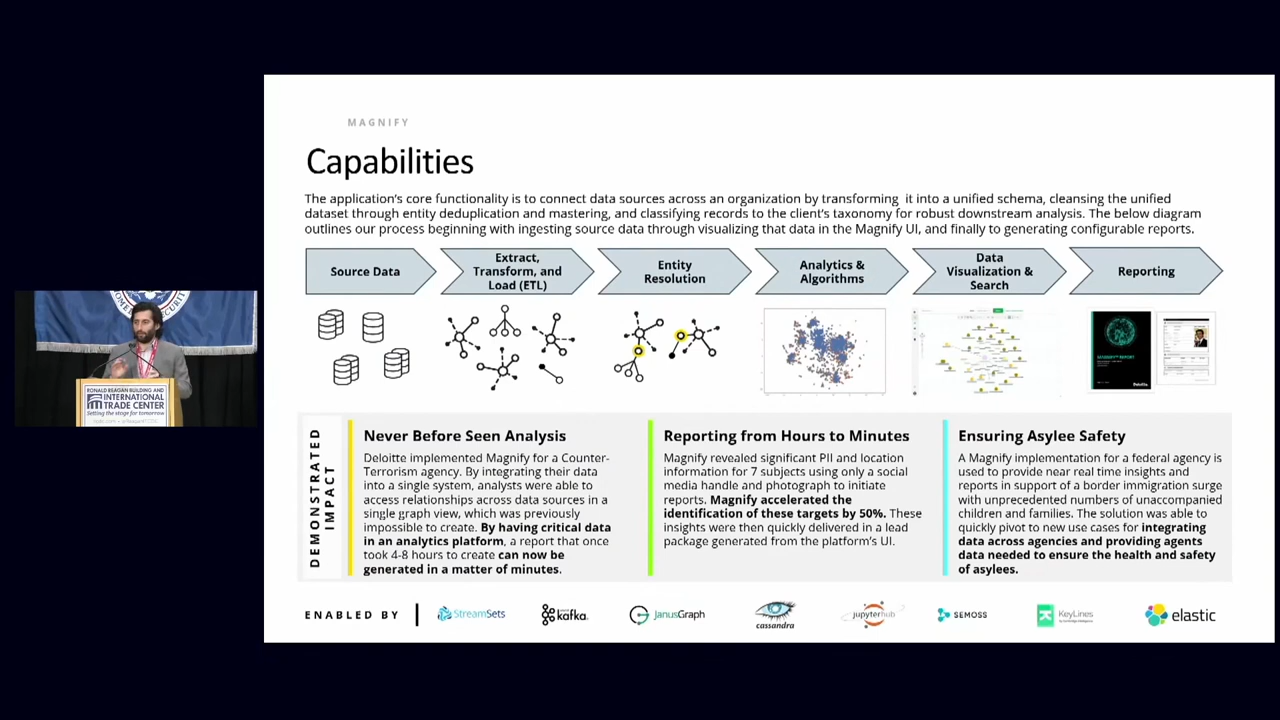 MAGNIFY
Capabilities
The application's core functionality is to connect data sources across an organization by transforming it into a unified schema, cleansing the unified
dataset through entity deduplication and mastering, and classifying records to the client's taxonomy for robust downstream analysis. The below diagram
outlines our process beginning with ingesting source data through visualizing that data in the Magnify UI, and finally to generating configurable reports.
Source Data
Extract,
Transform, and
Load (ETL)
Entity
Resolution
Analytics &
Algorithms
Data
Visualization &
Search
Reporting
MAGNIFY REPORT
Deloitte
DEMONSTRATED
IMPACT
Never Before Seen Analysis
Deloitte implemented Magnify for a Counter-
Terrorism agency. By integrating their data
into a single system, analysts were able to
access relationships across data sources in a
single graph view, which was previously
impossible to create. By having critical data
in an analytics platform, a report that once
took 4-8 hours to create can now be
generated in a matter of minutes.
Reporting from Hours to Minutes
Magnify revealed significant PII and location
information for 7 subjects using only a social
media handle and photograph to initiate
reports. Magnify accelerated the
identification of these targets by 50%. These
insights were then quickly delivered in a lead
package generated from the platform's UI.
Ensuring Asylee Safety
A Magnify implementation for a federal agency is
used to provide near real time insights and
reports in support of a border immigration surge
with unprecedented numbers of unaccompanied
children and families. The solution was able to
quickly pivot to new use cases for integrating
data across agencies and providing agents
data needed to ensure the health and safety
of asylees.
ENABLED BY
StreamSets
kafka
JanusGraph
cassandra
jupyterhub
SEMOSS
KeyLines
elastic
RONALD REAGAN BUILDING AND
INTERNATIONAL
TRADE CENTER
Setting the stage for tomorrow